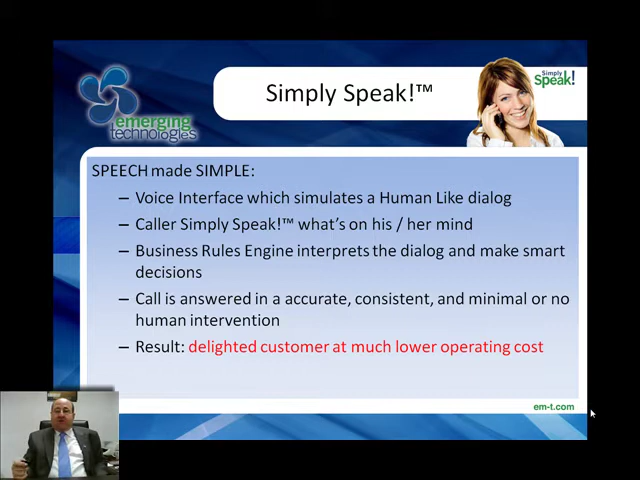 Simply Speak!™
Simply
Speak!
emerging
technologies
SPEECH made SIMPLE:
– Voice Interface which simulates a Human Like dialog
– Caller Simply Speak!™ what's on his / her mind
– Business Rules Engine interprets the dialog and make smart
decisions
– Call is answered in a accurate, consistent, and minimal or no
human intervention
– Result: delighted customer at much lower operating cost
em-t.com